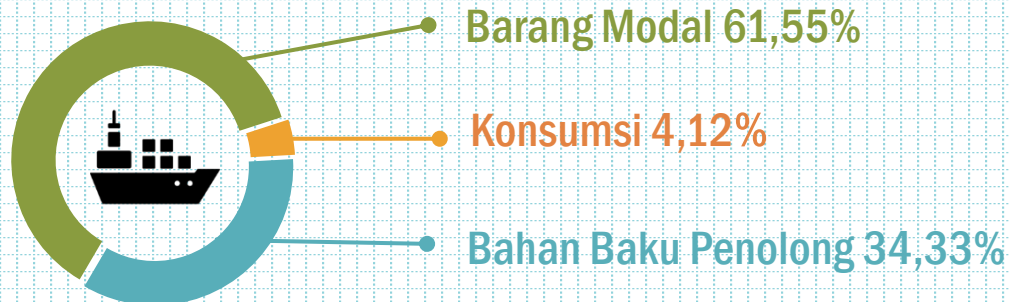 Barang Modal 61,55%
Konsumsi 4,12%
Bahan Baku Penolong 34,33%